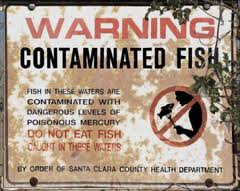 WARNING
CONTAMINATED FISH
FISH IN THESE WATERS ARE
CONTAMINATED WITH
DANGEROUS LEVELS OF
POISONOUS MERCURY
DO NOT EAT FISH
CAUGHT IN THESE WATERS
BY ORDER OF SANTA CLARA COUNTY HEALTH DEPARTMENT